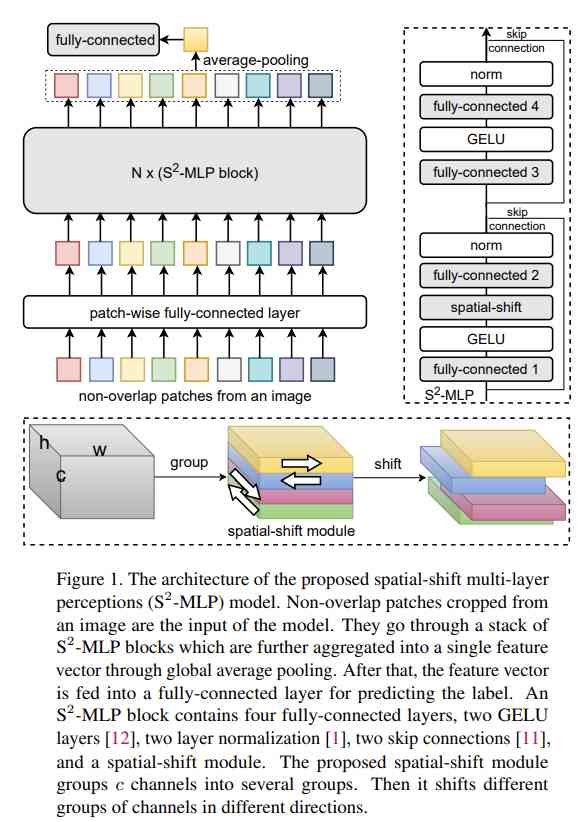 fully-connected
average-pooling
N x (S²-MLP block)
patch-wise fully-connected layer
non-overlap patches from an image
skip
connection
norm
fully-connected 4
GELU
fully-connected 3
skip
connection
norm
fully-connected 2
spatial-shift
GELU
fully-connected 1
S²-MLP
h
w
c
group
shift
spatial-shift module
Figure 1. The architecture of the proposed spatial-shift multi-layer
perceptions (S²-MLP) model. Non-overlap patches cropped from
an image are the input of the model. They go through a stack of
S²-MLP blocks which are further aggregated into a single feature
vector through global average pooling. After that, the feature vector
is fed into a fully-connected layer for predicting the label. An
S²-MLP block contains four fully-connected layers, two GELU
layers [12], two layer normalization [1], two skip connections [11],
and a spatial-shift module. The proposed spatial-shift module
groups c channels into several groups. Then it shifts different
groups of channels in different directions.